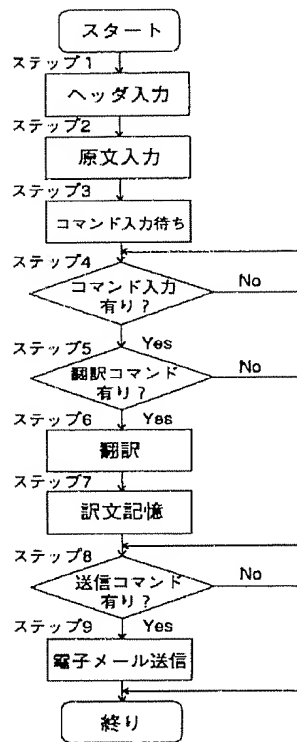 スタート
ステップ1
ヘッダ入力
ステップ2
原文入力
ステップ3
コマンド入力待ち
ステップ4
コマンド入力
有り？
No
Yes
ステップ5
翻訳コマンド
有り？
No
Yes
ステップ6
翻訳
ステップ7
訳文記憶
ステップ8
送信コマンド
有り？
No
Yes
ステップ9
電子メール送信
終り